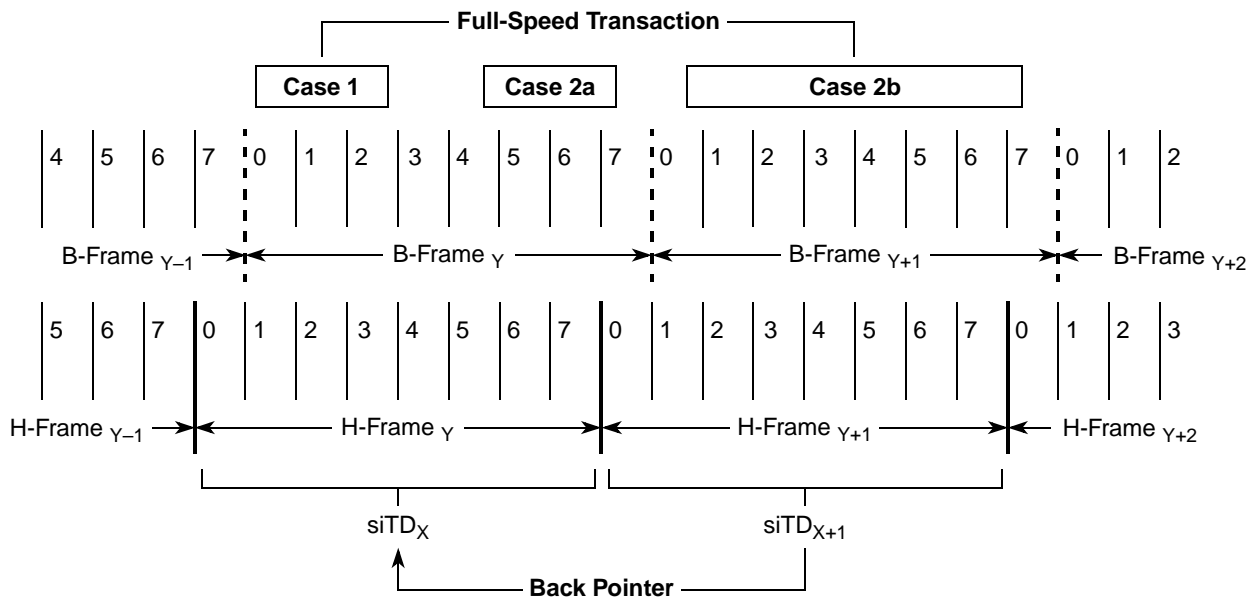 Full-Speed Transaction
Case 1 Case 2a Case 2b
4 5 6 7 0 1 2 3 4 5 6 7 0 1 2 3 4 5 6 7 0 1 2
B-Frame Y–1 B-Frame Y B-Frame Y+1 B-Frame Y+2
5 6 7 0 1 2 3 4 5 6 7 0 1 2 3 4 5 6 7 0 1 2 3
H-Frame Y–1 H-Frame Y H-Frame Y+1 H-Frame Y+2
siTDX siTDX+1
Back Pointer